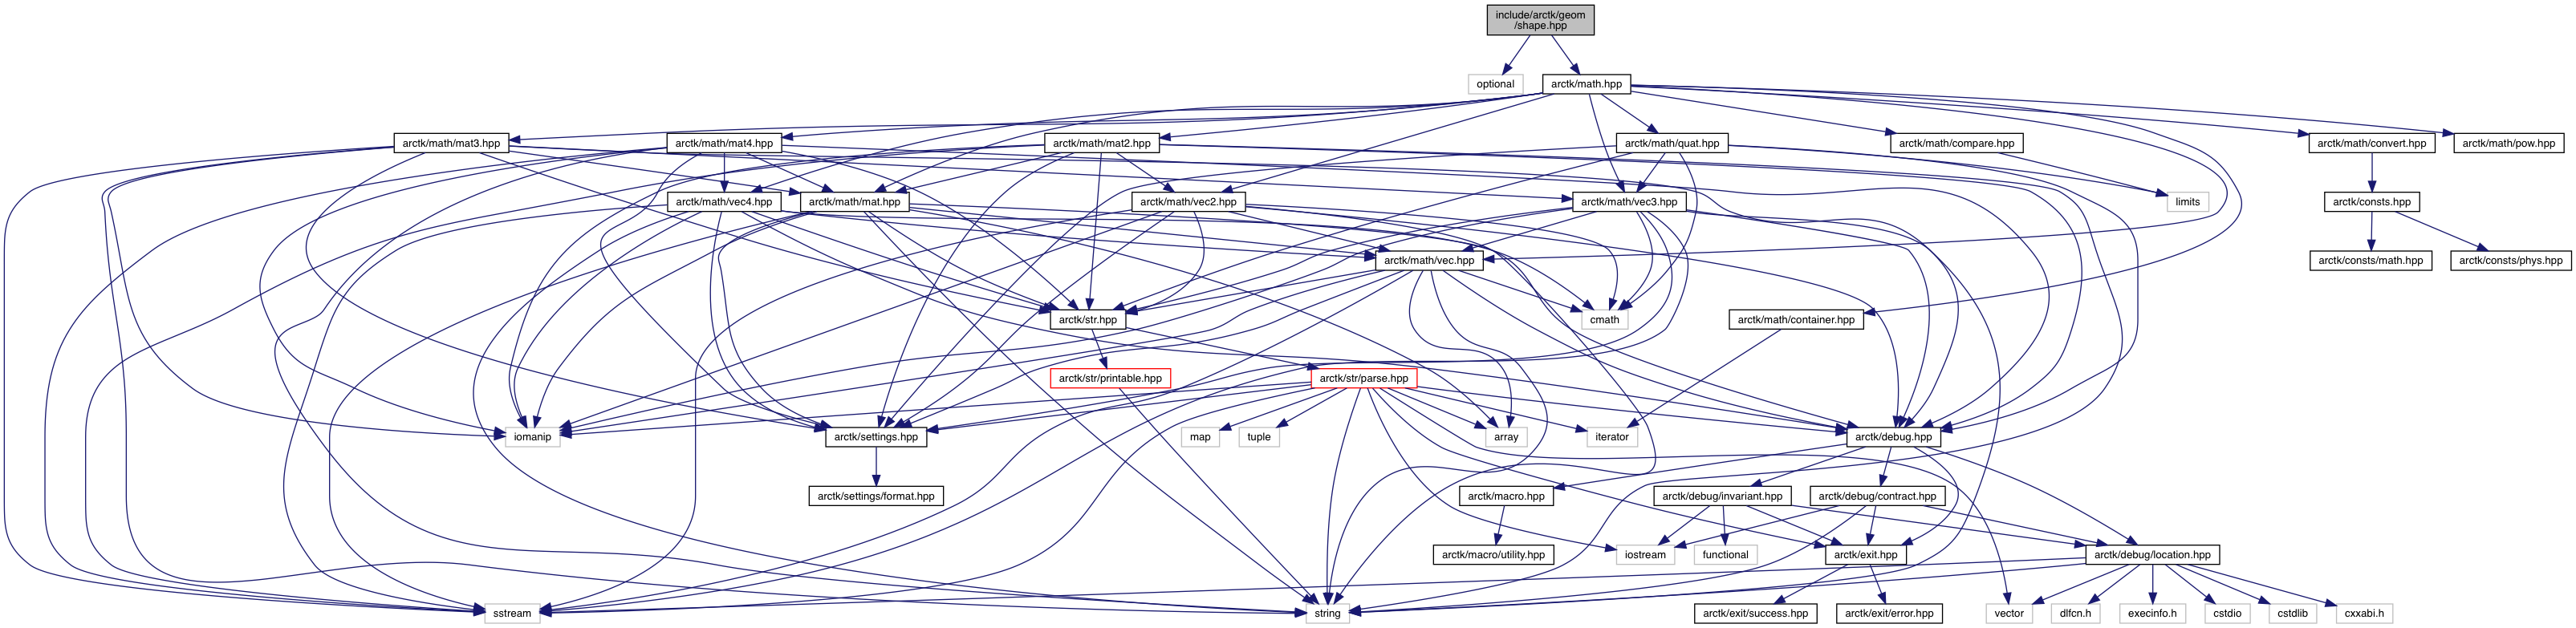 include/arctk/geom
/shape.hpp
optional
arctk/math.hpp
arctk/math/mat3.hpp
arctk/math/mat4.hpp
arctk/math/mat2.hpp
arctk/math/quat.hpp
arctk/math/compare.hpp
arctk/math/convert.hpp
arctk/math/pow.hpp
arctk/math/vec4.hpp
arctk/math/mat.hpp
arctk/math/vec2.hpp
arctk/math/vec3.hpp
limits
arctk/consts.hpp
arctk/math/vec.hpp
arctk/consts/math.hpp
arctk/consts/phys.hpp
arctk/str.hpp
cmath
arctk/math/container.hpp
arctk/str/printable.hpp
arctk/str/parse.hpp
iomanip
arctk/settings.hpp
map
tuple
array
iterator
arctk/debug.hpp
arctk/settings/format.hpp
arctk/macro.hpp
arctk/debug/invariant.hpp
arctk/debug/contract.hpp
arctk/macro/utility.hpp
iostream
functional
arctk/exit.hpp
arctk/debug/location.hpp
sstream
string
arctk/exit/success.hpp
arctk/exit/error.hpp
vector
dlfcn.h
execinfo.h
cstdio
cstdlib
cxxabi.h